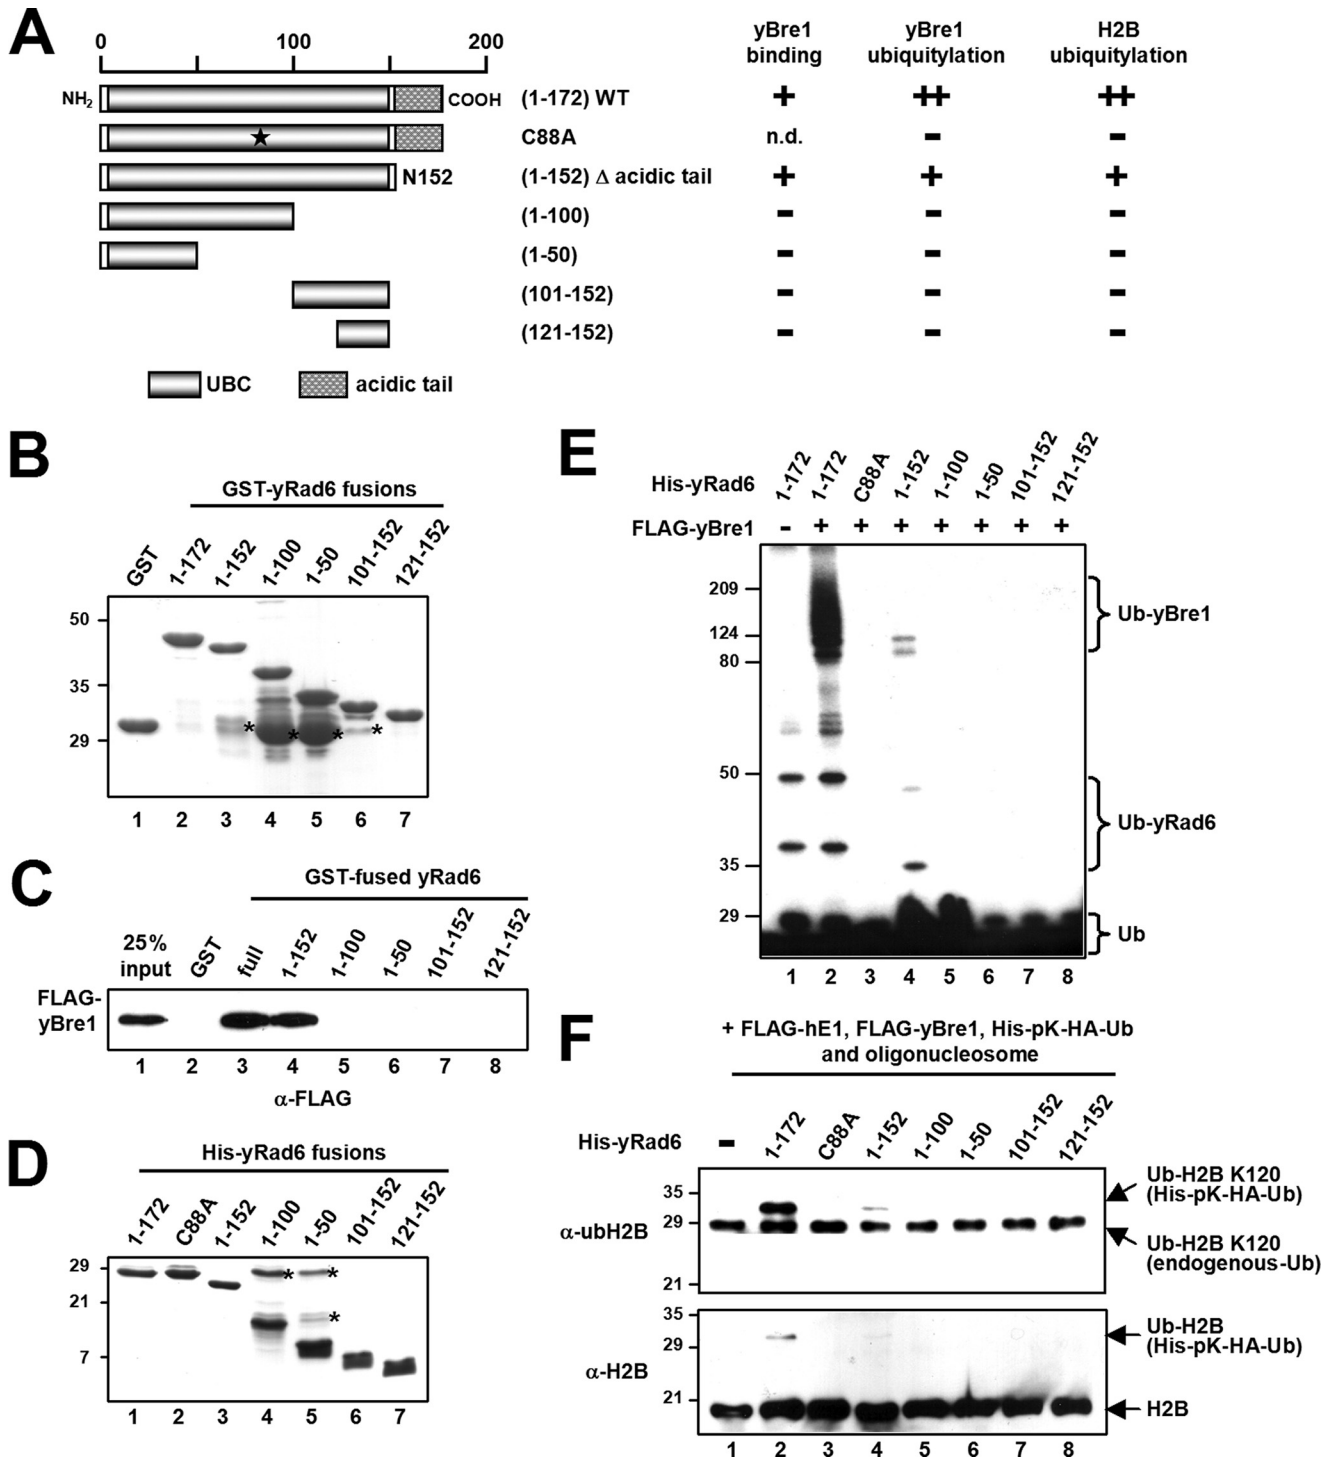 A
0 100 200
yBre1 binding
yBre1 ubiquitylation
H2B ubiquitylation
NH2 COOH (1-172) WT + ++ ++
★ C88A n.d. - -
N152 (1-152) Δ acidic tail + + +
(1-100) - - -
(1-50) - - -
(101-152) - - -
(121-152) - - -
UBC acidic tail
B
GST-yRad6 fusions
GST 1-172 1-152 1-100 1-50 101-152 121-152
50
35
29
* * * *
1 2 3 4 5 6 7
C
GST-fused yRad6
25% input GST full 1-152 1-100 1-50 101-152 121-152
FLAG-yBre1
1 2 3 4 5 6 7 8
α-FLAG
D
His-yRad6 fusions
1-172 C88A 1-152 1-100 1-50 101-152 121-152
29
21
7
* * *
1 2 3 4 5 6 7
E
His-yRad6 1-172 1-172 C88A 1-152 1-100 1-50 101-152 121-152
FLAG-yBre1 - + + + + + + +
209
124
80
50
35
29
Ub-yBre1
Ub-yRad6
Ub
1 2 3 4 5 6 7 8
F
+ FLAG-hE1, FLAG-yBre1, His-pK-HA-Ub
and oligonucleosome
His-yRad6 - 1-172 C88A 1-152 1-100 1-50 101-152 121-152
α-ubH2B
35
29
21
Ub-H2B K120
(His-pK-HA-Ub)
Ub-H2B K120
(endogenous-Ub)
α-H2B
35
29
21
Ub-H2B
(His-pK-HA-Ub)
H2B
1 2 3 4 5 6 7 8